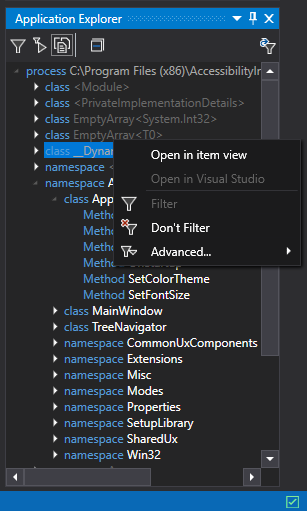 Application Explorer
process C:\Program Files (x86)\AccessibilityIn
class <Module>
class <PrivateImplementationDetails>
class EmptyArray<System.Int32>
class EmptyArray<T0>
class
namespace
Open in item view
namespace
Open in Visual Studio
class
Method
Filter
Method
Don't Filter
Method
Advanced...
Method
Method SetColorTheme
Method SetFontSize
class MainWindow
class TreeNavigator
namespace CommonUxComponents
namespace Extensions
namespace Misc
namespace Modes
namespace Properties
namespace SetupLibrary
namespace SharedUx
namespace Win32